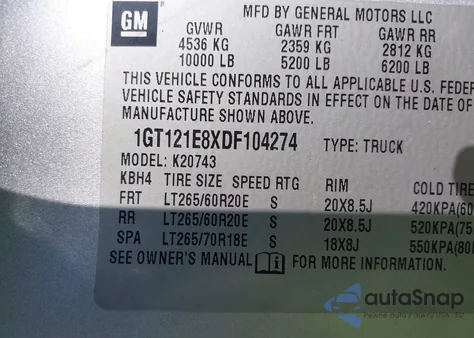 GM
MFD BY GENERAL MOTORS LLC
GVWR GAWR FRT GAWR RR
4536 KG 2359 KG 2812 KG
10000 LB 5200 LB 6200 LB
THIS VEHICLE CONFORMS TO ALL APPLICABLE U.S. FEDER
VEHICLE SAFETY STANDARDS IN EFFECT ON THE DATE OF
MANUFACTURE SHOWN ABOVE.
1GT121E8XDF104274 TYPE: TRUCK
MODEL: K20743
KBH4 TIRE SIZE SPEED RTG RIM COLD TIRE
FRT LT265/60R20E S 20X8.5J 420KPA(60
RR LT265/60R20E S 20X8.5J 520KPA(75
SPA LT265/70R18E S 18X8J 550KPA(80
SEE OWNER'S MANUAL i FOR MORE INFORMATION.
autoSnap